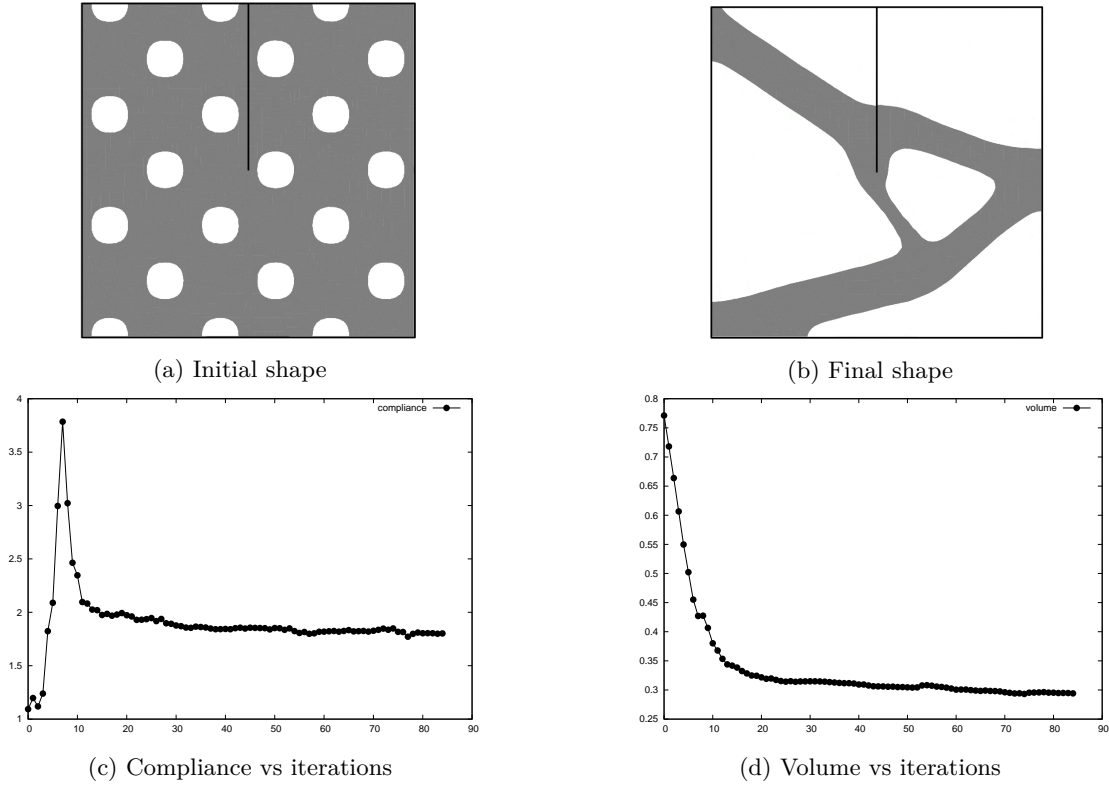 (a) Initial shape
(b) Final shape
compliance
4
3.5
3
2.5
2
1.5
1
0 10 20 30 40 50 60 70 80 90
volume
0.8
0.75
0.7
0.65
0.6
0.55
0.5
0.45
0.4
0.35
0.3
0.25
0 10 20 30 40 50 60 70 80 90
(c) Compliance vs iterations
(d) Volume vs iterations